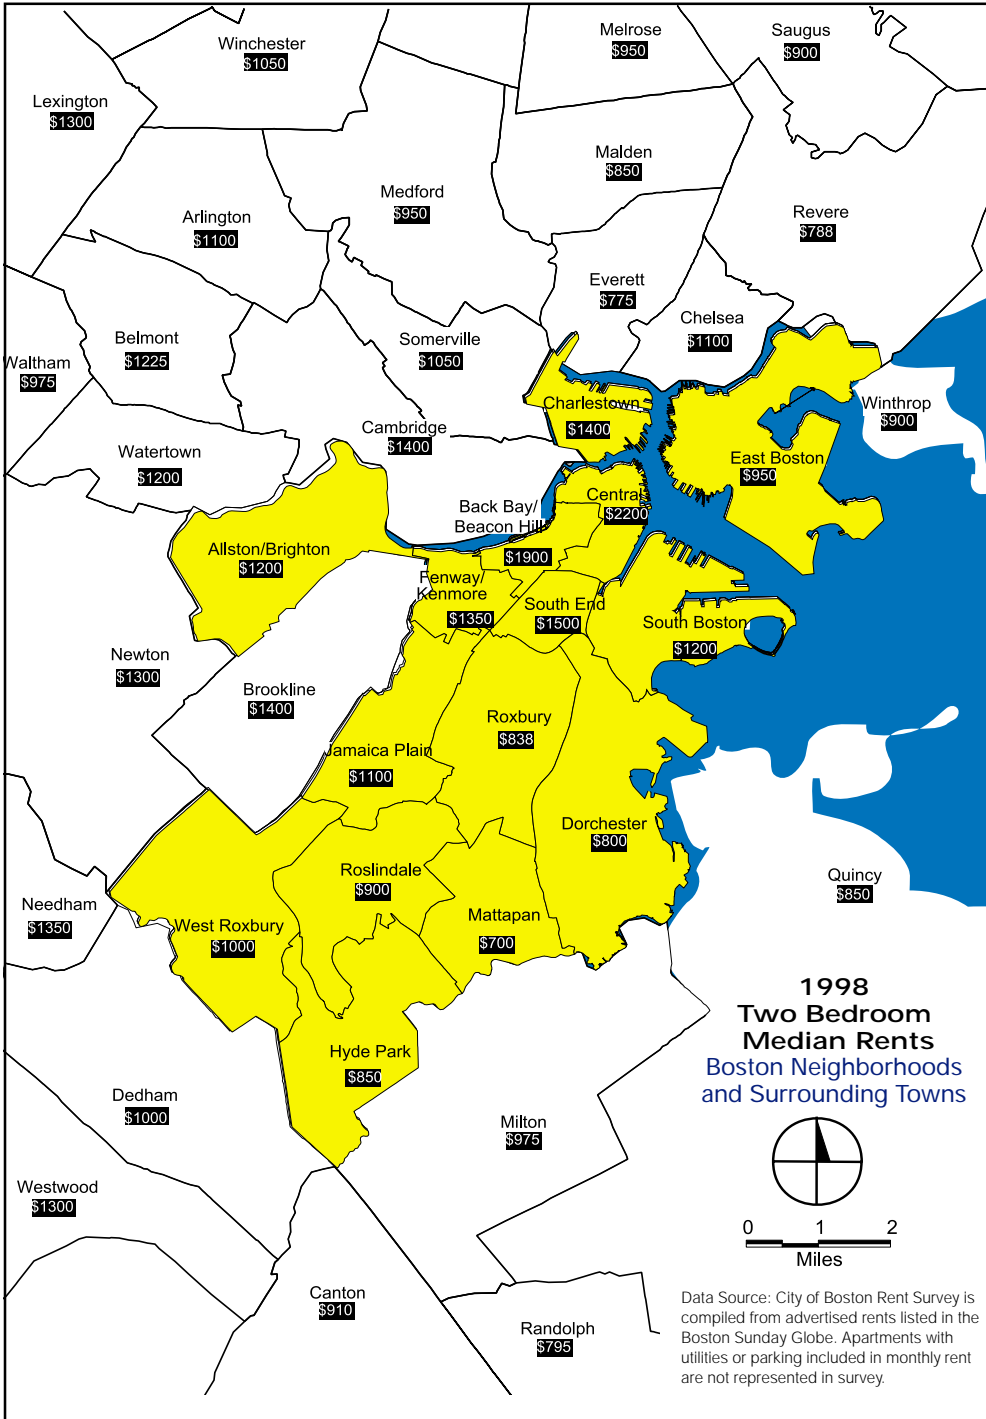 Winchester
$1050
Melrose
$950
Saugus
$900
Lexington
$1300
Malden
$850
Medford
$950
Arlington
$1100
Revere
$788
Everett
$775
Chelsea
$1100
Belmont
$1225
Somerville
$1050
Waltham
$975
Charlestown
$1400
Winthrop
$900
Cambridge
$1400
Watertown
$1200
East Boston
$950
Central
$2200
Back Bay/
Beacon Hill
$1900
Allston/Brighton
$1200
Fenway/
Kenmore
$1350
South End
$1500
South Boston
$1200
Newton
$1300
Brookline
$1400
Roxbury
$838
Jamaica Plain
$1100
Dorchester
$800
Roslindale
$900
Quincy
$850
Needham
$1350
West Roxbury
$1000
Mattapan
$700
Hyde Park
$850
Dedham
$1000
Milton
$975
Westwood
$1300
Canton
$910
Randolph
$795
1998
Two Bedroom
Median Rents
Boston Neighborhoods
and Surrounding Towns
0 1 2
Miles
Data Source: City of Boston Rent Survey is
compiled from advertised rents listed in the
Boston Sunday Globe. Apartments with
utilities or parking included in monthly rent
are not represented in survey.